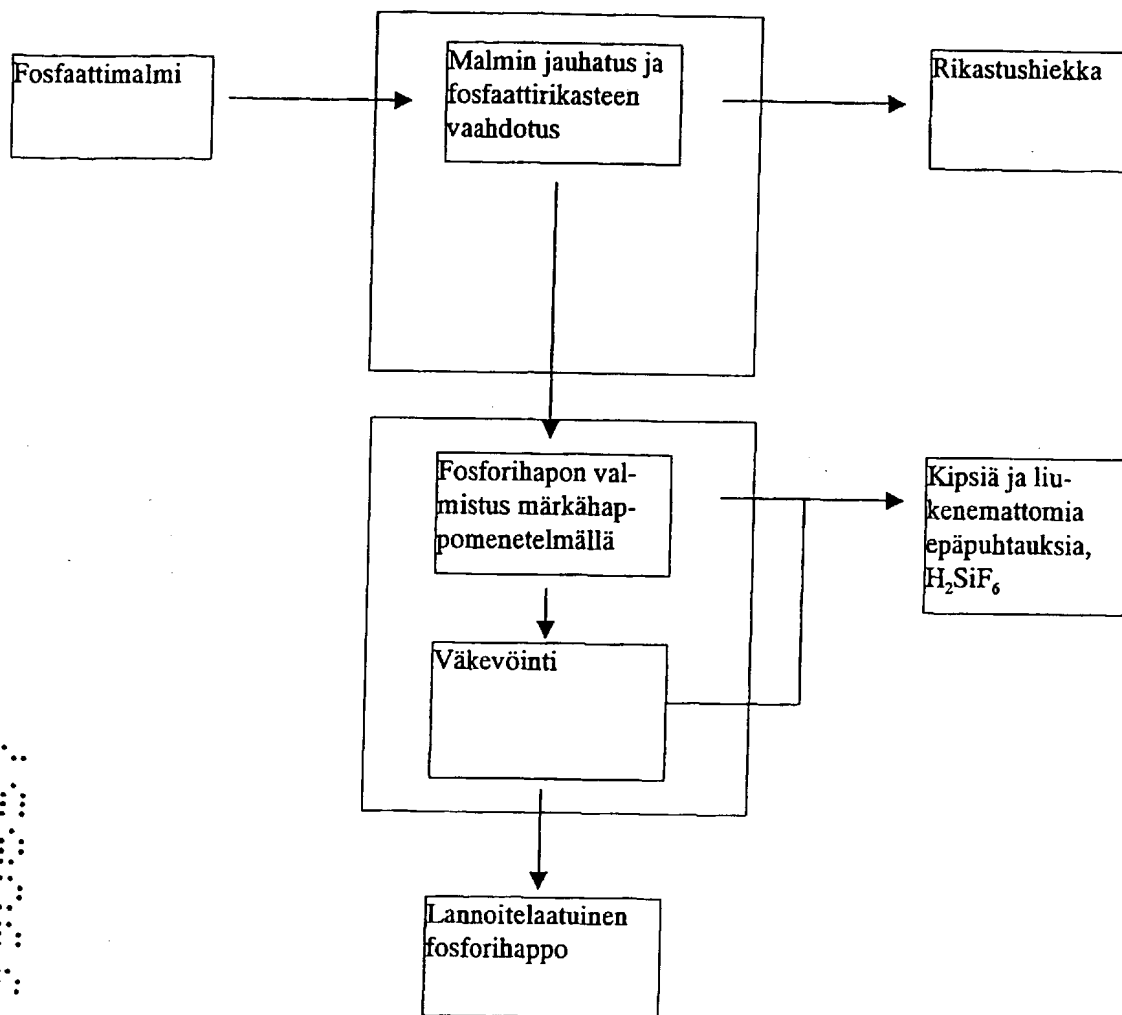 Fosfaattimalmi
Malmin jauhatus ja
fosfaattirikasteen
vaahdotus
Rikastushiekka
Fosforihapon val-
mistus märkähap-
pomenetelmällä
Kipsiä ja liu-
kenemattomia
epäpuhtauksia,
H₂SiF₆
Väkevöinti
Lannoitelaatuinen
fosforihappo